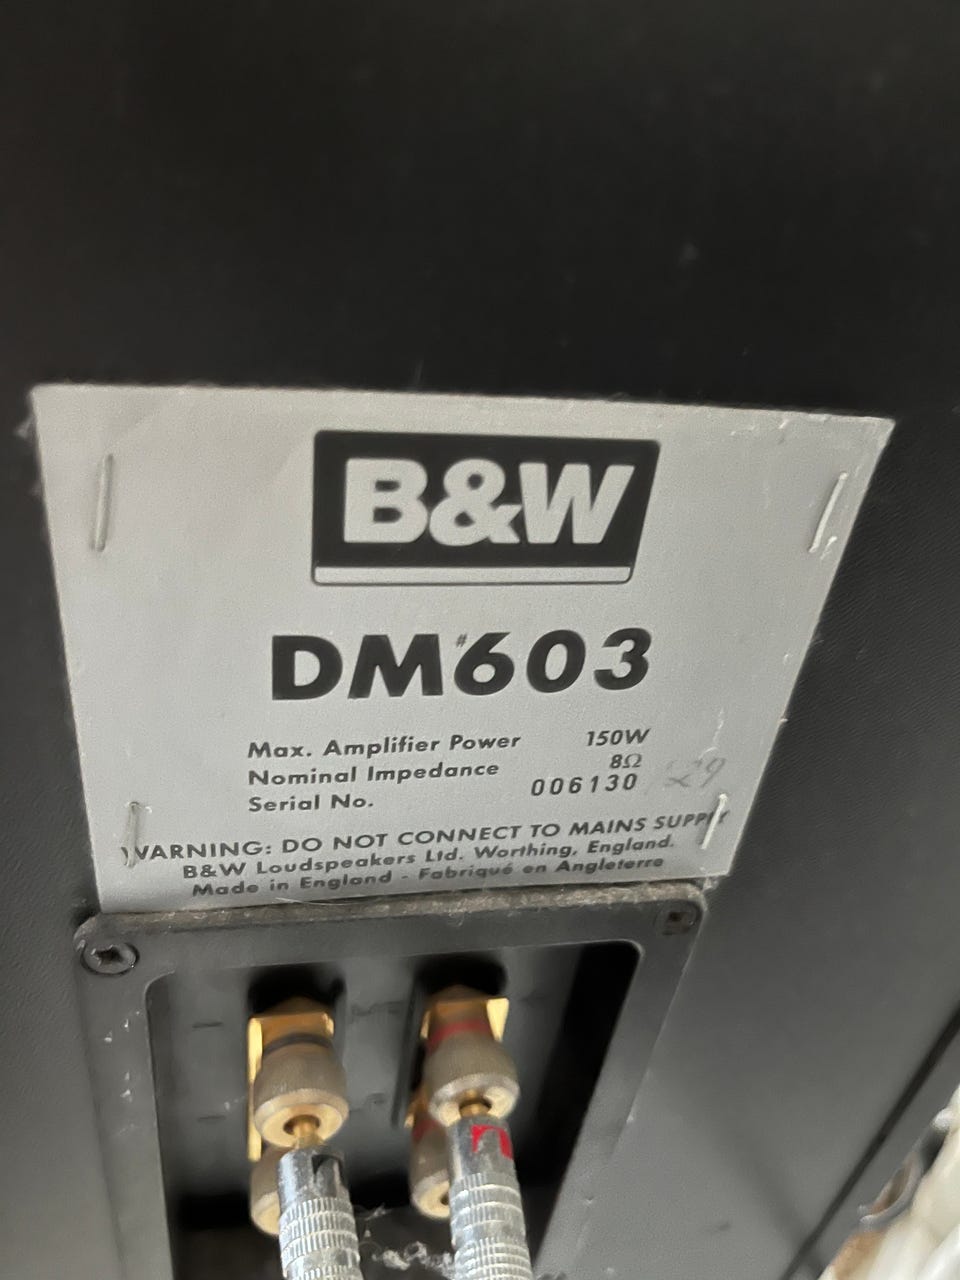 B&W
DM603
Max. Amplifier Power 150W
Nominal Impedance 8Ω
Serial No. 006130 29
WARNING: DO NOT CONNECT TO MAINS SUPPLY
B&W Loudspeakers Ltd. Worthing, England.
Made in England - Fabriqué en Angleterre